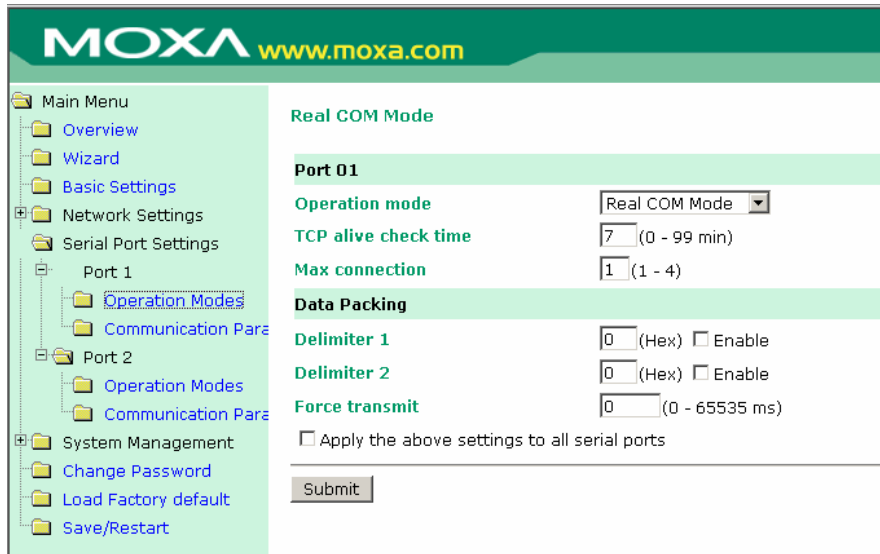 MOXA www.moxa.com
Main Menu
Overview
Wizard
Basic Settings
Network Settings
Serial Port Settings
Port 1
Operation Modes
Communication Para
Port 2
Operation Modes
Communication Para
System Management
Change Password
Load Factory default
Save/Restart
Real COM Mode
Port 01
Operation mode Real COM Mode
TCP alive check time 7 (0 - 99 min)
Max connection 1 (1 - 4)
Data Packing
Delimiter 1 0 (Hex) Enable
Delimiter 2 0 (Hex) Enable
Force transmit 0 (0 - 65535 ms)
Apply the above settings to all serial ports
Submit